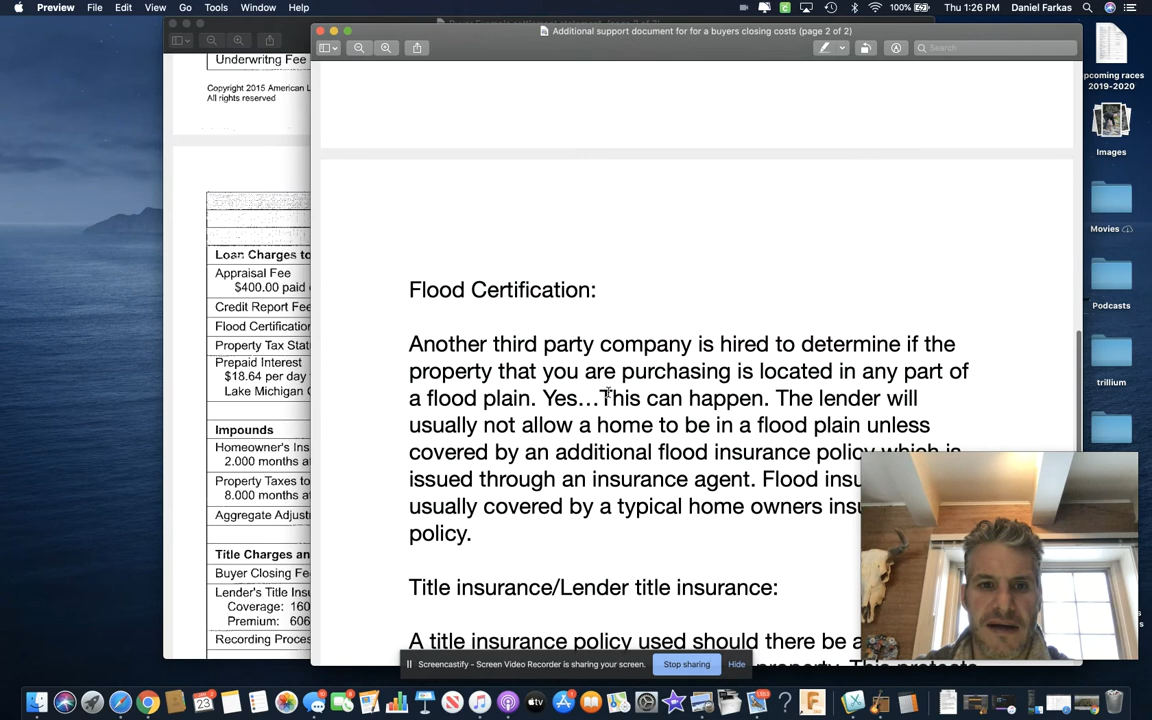 Preview File Edit View Go Tools Window Help
100% Thu 1:26 PM Daniel Farkas
Additional support document for for a buyers closing costs (page 2 of 2)
Search
Underwritng Fee
Copyright 2015 American L
All rights reserved
Loan Charges to
Appraisal Fee
$400.00 paid
Credit Report Fee
Flood Certification
Property Tax Stat
Prepaid Interest
$18.64 per day
Lake Michigan
Impounds
Homeowner's Ins
2.000 months a
Property Taxes to
8.000 months a
Aggregate Adjust
Title Charges an
Buyer Closing Fe
Lender's Title Ins
Coverage: 160
Premium: 606
Recording Proces
Flood Certification:
Another third party company is hired to determine if the
property that you are purchasing is located in any part of
a flood plain. Yes…This can happen. The lender will
usually not allow a home to be in a flood plain unless
covered by an additional flood insurance policy which is
issued through an insurance agent. Flood insu
usually covered by a typical home owners insu
policy.
Title insurance/Lender title insurance:
A title insurance policy used should there be a
property. This protects
Screencastify - Screen Video Recorder is sharing your screen.
Stop sharing
Hide
pcoming races
2019-2020
Images
Movies
Podcasts
trillium